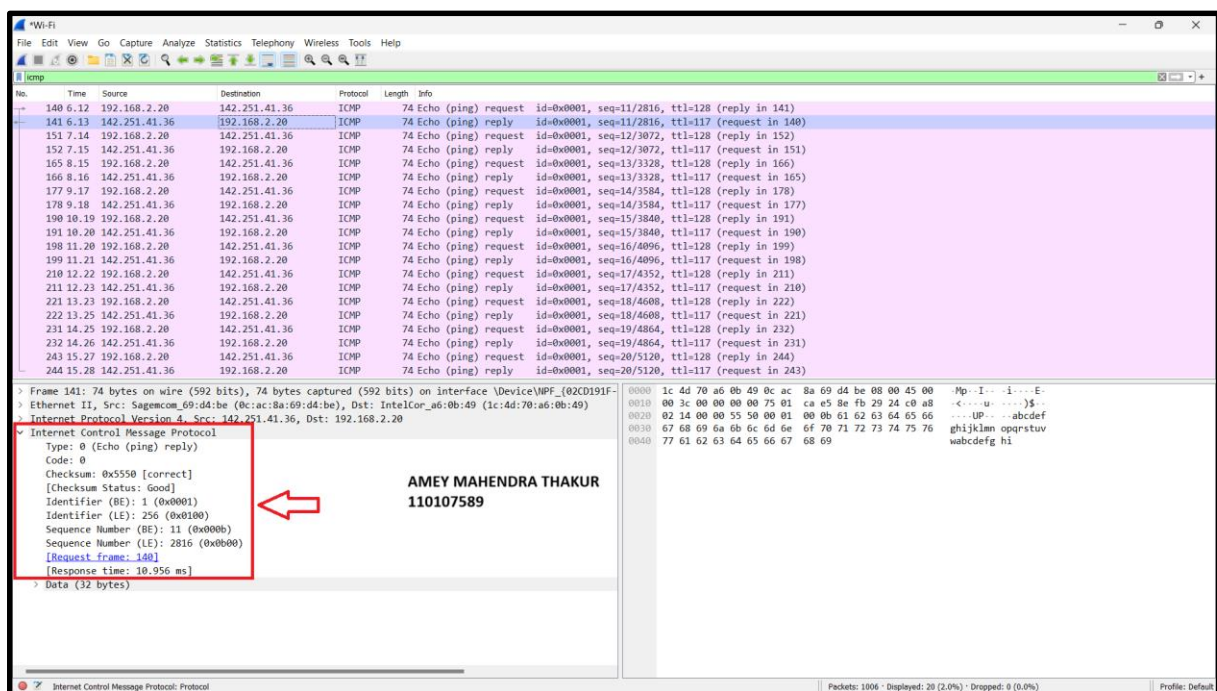 *Wi-Fi
File Edit View Go Capture Analyze Statistics Telephony Wireless Tools Help
icmp
No. Time Source Destination Protocol Length Info
140 6.12 192.168.2.20 142.251.41.36 ICMP 74 Echo (ping) request id=0x0001, seq=11/2816, ttl=128 (reply in 141)
141 6.13 142.251.41.36 192.168.2.20 ICMP 74 Echo (ping) reply id=0x0001, seq=11/2816, ttl=117 (request in 140)
151 7.14 192.168.2.20 142.251.41.36 ICMP 74 Echo (ping) request id=0x0001, seq=12/3072, ttl=128 (reply in 152)
152 7.15 142.251.41.36 192.168.2.20 ICMP 74 Echo (ping) reply id=0x0001, seq=12/3072, ttl=117 (request in 151)
165 8.15 192.168.2.20 142.251.41.36 ICMP 74 Echo (ping) request id=0x0001, seq=13/3328, ttl=128 (reply in 166)
166 8.16 142.251.41.36 192.168.2.20 ICMP 74 Echo (ping) reply id=0x0001, seq=13/3328, ttl=117 (request in 165)
177 9.17 192.168.2.20 142.251.41.36 ICMP 74 Echo (ping) request id=0x0001, seq=14/3584, ttl=128 (reply in 178)
178 9.18 142.251.41.36 192.168.2.20 ICMP 74 Echo (ping) reply id=0x0001, seq=14/3584, ttl=117 (request in 177)
190 10.19 192.168.2.20 142.251.41.36 ICMP 74 Echo (ping) request id=0x0001, seq=15/3840, ttl=128 (reply in 191)
191 10.20 142.251.41.36 192.168.2.20 ICMP 74 Echo (ping) reply id=0x0001, seq=15/3840, ttl=117 (request in 190)
198 11.20 192.168.2.20 142.251.41.36 ICMP 74 Echo (ping) request id=0x0001, seq=16/4096, ttl=128 (reply in 199)
199 11.21 142.251.41.36 192.168.2.20 ICMP 74 Echo (ping) reply id=0x0001, seq=16/4096, ttl=117 (request in 198)
210 12.22 192.168.2.20 142.251.41.36 ICMP 74 Echo (ping) request id=0x0001, seq=17/4352, ttl=128 (reply in 211)
211 12.23 142.251.41.36 192.168.2.20 ICMP 74 Echo (ping) reply id=0x0001, seq=17/4352, ttl=117 (request in 210)
221 13.23 192.168.2.20 142.251.41.36 ICMP 74 Echo (ping) request id=0x0001, seq=18/4608, ttl=128 (reply in 222)
222 13.25 142.251.41.36 192.168.2.20 ICMP 74 Echo (ping) reply id=0x0001, seq=18/4608, ttl=117 (request in 221)
231 14.25 192.168.2.20 142.251.41.36 ICMP 74 Echo (ping) request id=0x0001, seq=19/4864, ttl=128 (reply in 232)
232 14.26 142.251.41.36 192.168.2.20 ICMP 74 Echo (ping) reply id=0x0001, seq=19/4864, ttl=117 (request in 231)
243 15.27 192.168.2.20 142.251.41.36 ICMP 74 Echo (ping) request id=0x0001, seq=20/5120, ttl=128 (reply in 244)
244 15.28 142.251.41.36 192.168.2.20 ICMP 74 Echo (ping) reply id=0x0001, seq=20/5120, ttl=117 (request in 243)
Frame 141: 74 bytes on wire (592 bits), 74 bytes captured (592 bits) on interface \Device\NPF_{02CD191F-
Ethernet II, Src: Sagemcom_69:d4:be (0c:ac:8a:69:d4:be), Dst: IntelCor_a6:0b:49 (1c:4d:70:a6:0b:49)
Internet Protocol Version 4, Src: 142.251.41.36, Dst: 192.168.2.20
Internet Control Message Protocol
Type: 0 (Echo (ping) reply)
Code: 0
Checksum: 0x5550 [correct]
[Checksum Status: Good]
Identifier (BE): 1 (0x0001)
Identifier (LE): 256 (0x0100)
Sequence Number (BE): 11 (0x000b)
Sequence Number (LE): 2816 (0x0b00)
[Request frame: 140]
[Response time: 10.956 ms]
Data (32 bytes)
AMEY MAHENDRA THAKUR
110107589
0000 1c 4d 70 a6 0b 49 0c ac 8a 69 d4 be 08 00 45 00 ·Mp··I·· ·i····E·
0010 00 3c 00 00 00 00 75 01 ca e5 8e fb 29 24 c0 a8 ·<····u· ····)$··
0020 02 14 00 00 55 50 00 01 00 0b 61 62 63 64 65 66 ····UP·· ··abcdef
0030 67 68 69 6a 6b 6c 6d 6e 6f 70 71 72 73 74 75 76 ghijklmn opqrstuv
0040 77 61 62 63 64 65 66 67 68 69 wabcdefg hi
Internet Control Message Protocol: Protocol
Packets: 1006 · Displayed: 20 (2.0%) · Dropped: 0 (0.0%)
Profile: Default